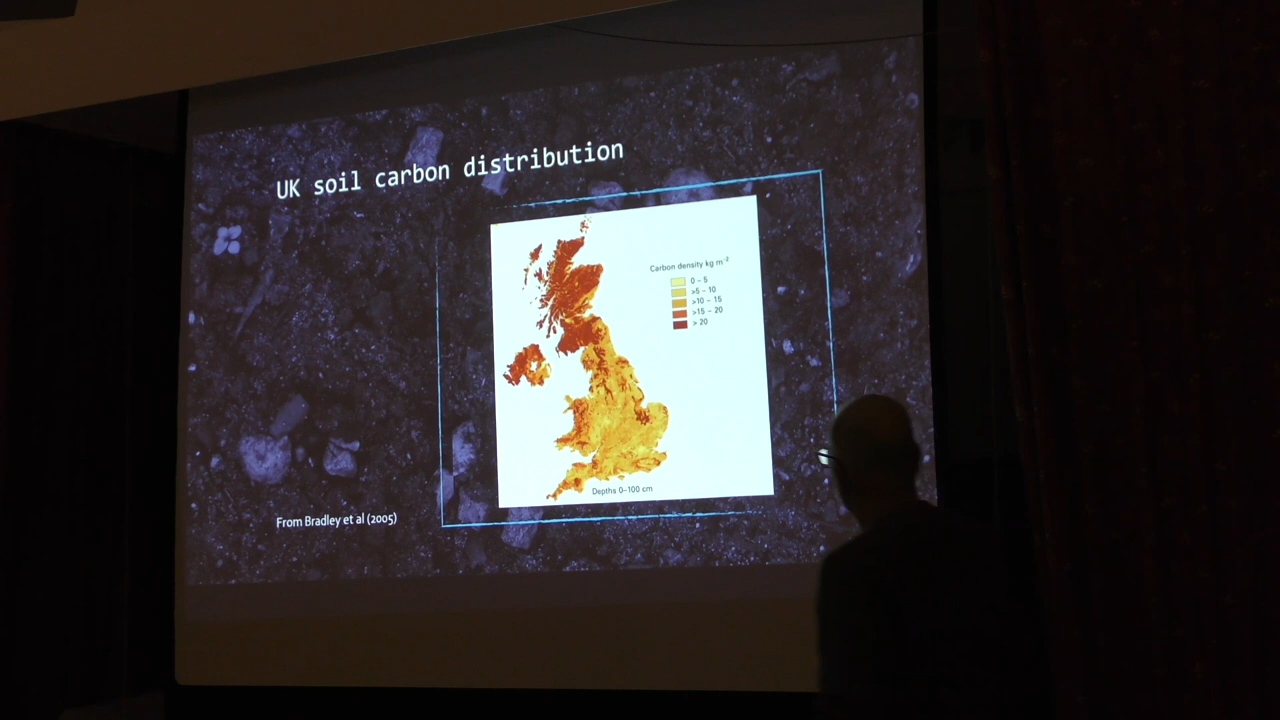 UK soil carbon distribution
Carbon density kg m⁻²
0 – 5
>5 – 10
>10 – 15
>15 – 20
> 20
Depths 0–100 cm
From Bradley et al (2005)